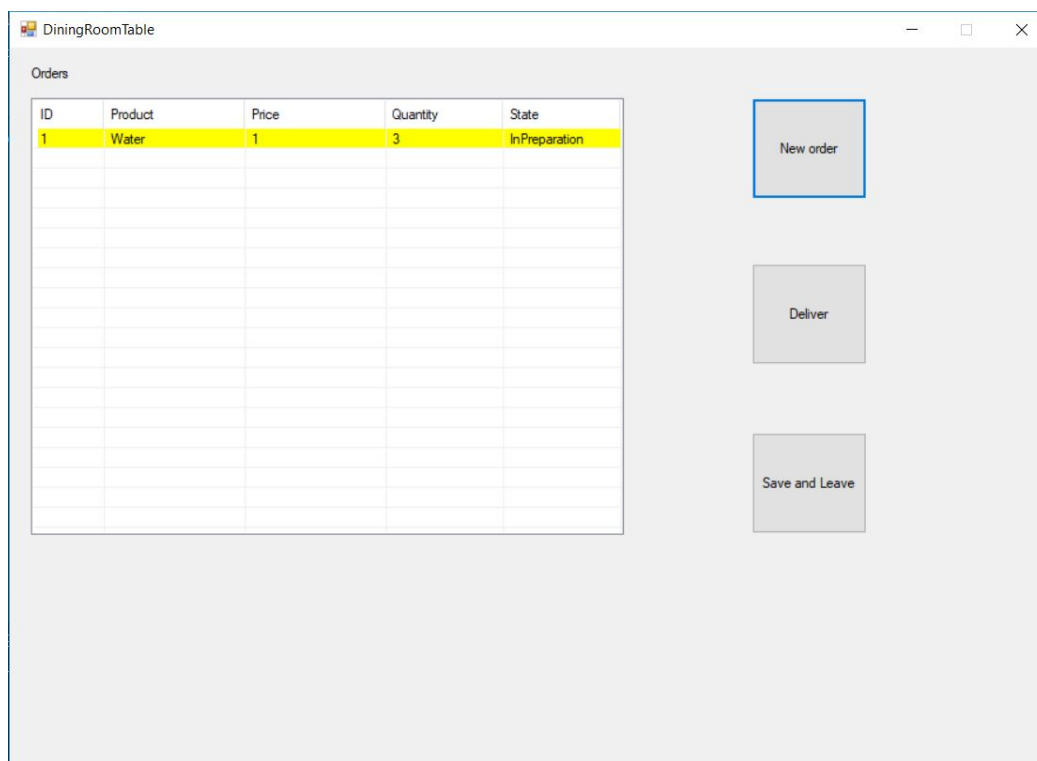 DiningRoomTable
Orders
ID Product Price Quantity State
1 Water 1 3 InPreparation
New order
Deliver
Save and Leave